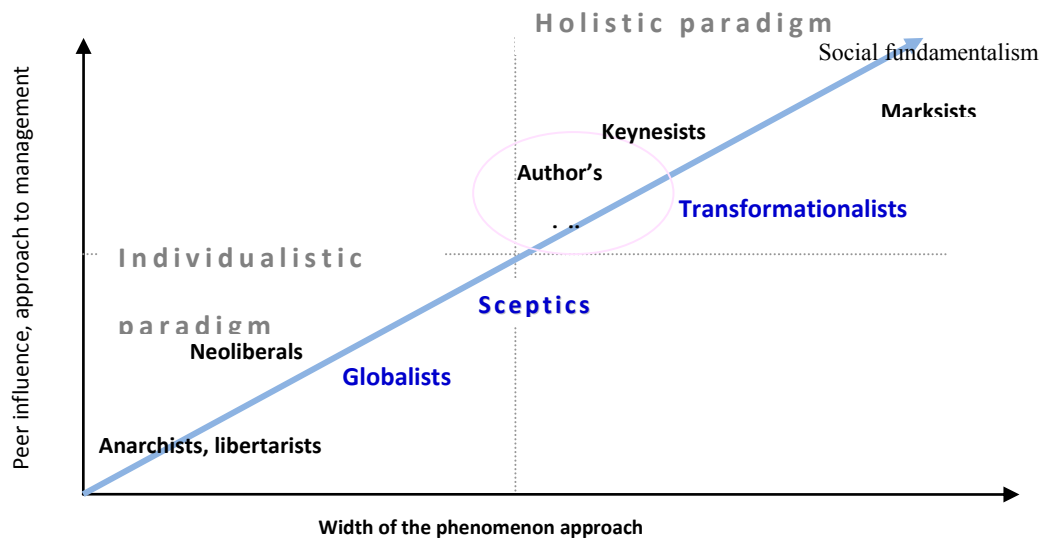 Holistic paradigm
Social fundamentalism
Marksists
Keynesists
Author's
Transformationalists
Individualistic
paradigm
Sceptics
Neoliberals
Globalists
Anarchists, libertarists
Peer influence, approach to management
Width of the phenomenon approach